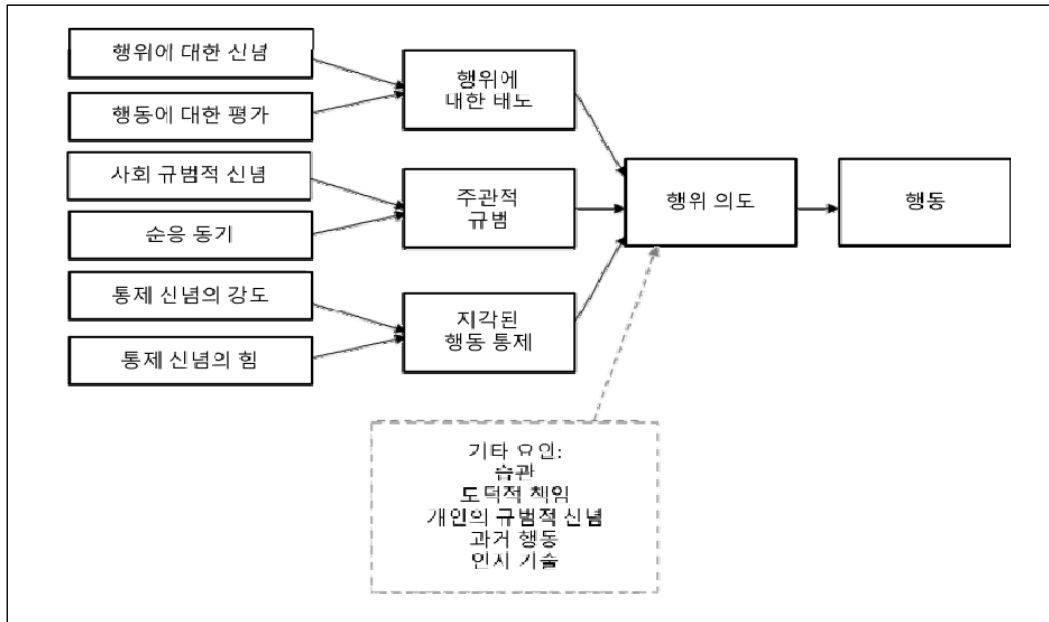 행위에 대한 신념
행동에 대한 평가
사회 규범적 신념
순응 동기
통제 신념의 강도
통제 신념의 힘
행위에
대한 태도
주관적
규범
지각된
행동 통제
행위 의도
행동
기타 요인:
습관
도덕적 책임
개인의 규범적 신념
과거 행동
인지 기술